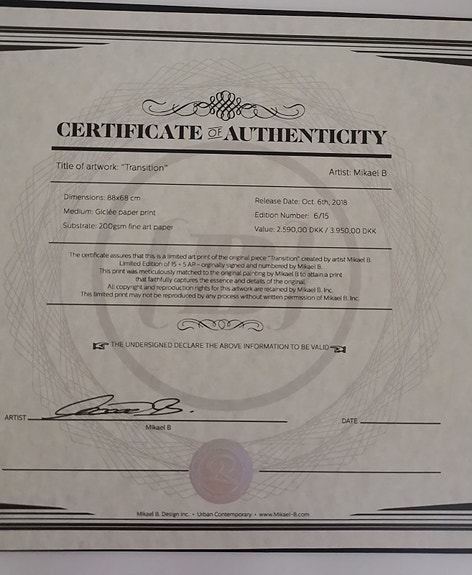 CERTIFICATE OF AUTHENTICITY
Title of artwork: "Transition"
Artist: Mikael B
Dimensions: 88x68 cm
Medium: Giclée paper print
Substrate: 200gsm fine art paper
Release Date: Oct. 6th, 2018
Edition Number: 6/15
Value: 2.590,00 DKK / 3.950,00 DKK
The certificate assures that this is a limited art print of the original piece "Transition" created by artist Mikael B.
Limited Edition of 15 + 5 AP - orginally signed and numbered by Mikael B.
This print was meticulously matched to the original painting by Mikael B to attain a print
that faithfully captures the essence and details of the original.
All copyright and reproduction rights for this artwork are retained by Mikael B. Inc.
This limited print may not be reproduced by any process without written permission of Mikael B. Inc.
THE UNDERSIGNED DECLARE THE ABOVE INFORMATION TO BE VALID
ARTIST
Mikael B
DATE
Mikael B. Design Inc. • Urban Contemporary • www.Mikael-B.com